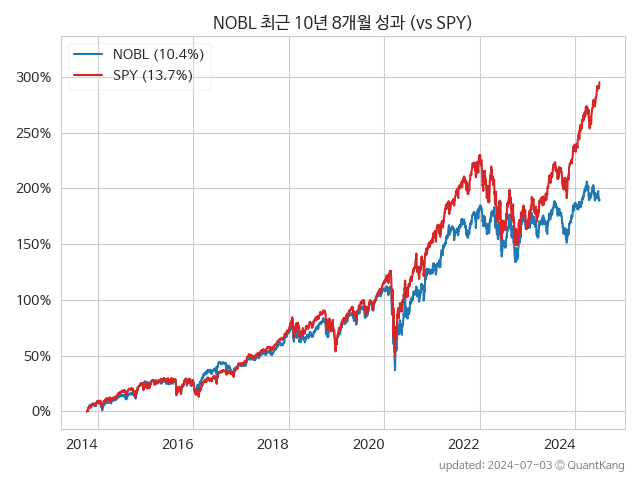 NOBL 최근 10년 8개월 성과 (vs SPY)
NOBL (10.4%)
SPY (13.7%)
300%
250%
200%
150%
100%
50%
0%
2014 2016 2018 2020 2022 2024
updated: 2024-07-03 © QuantKang